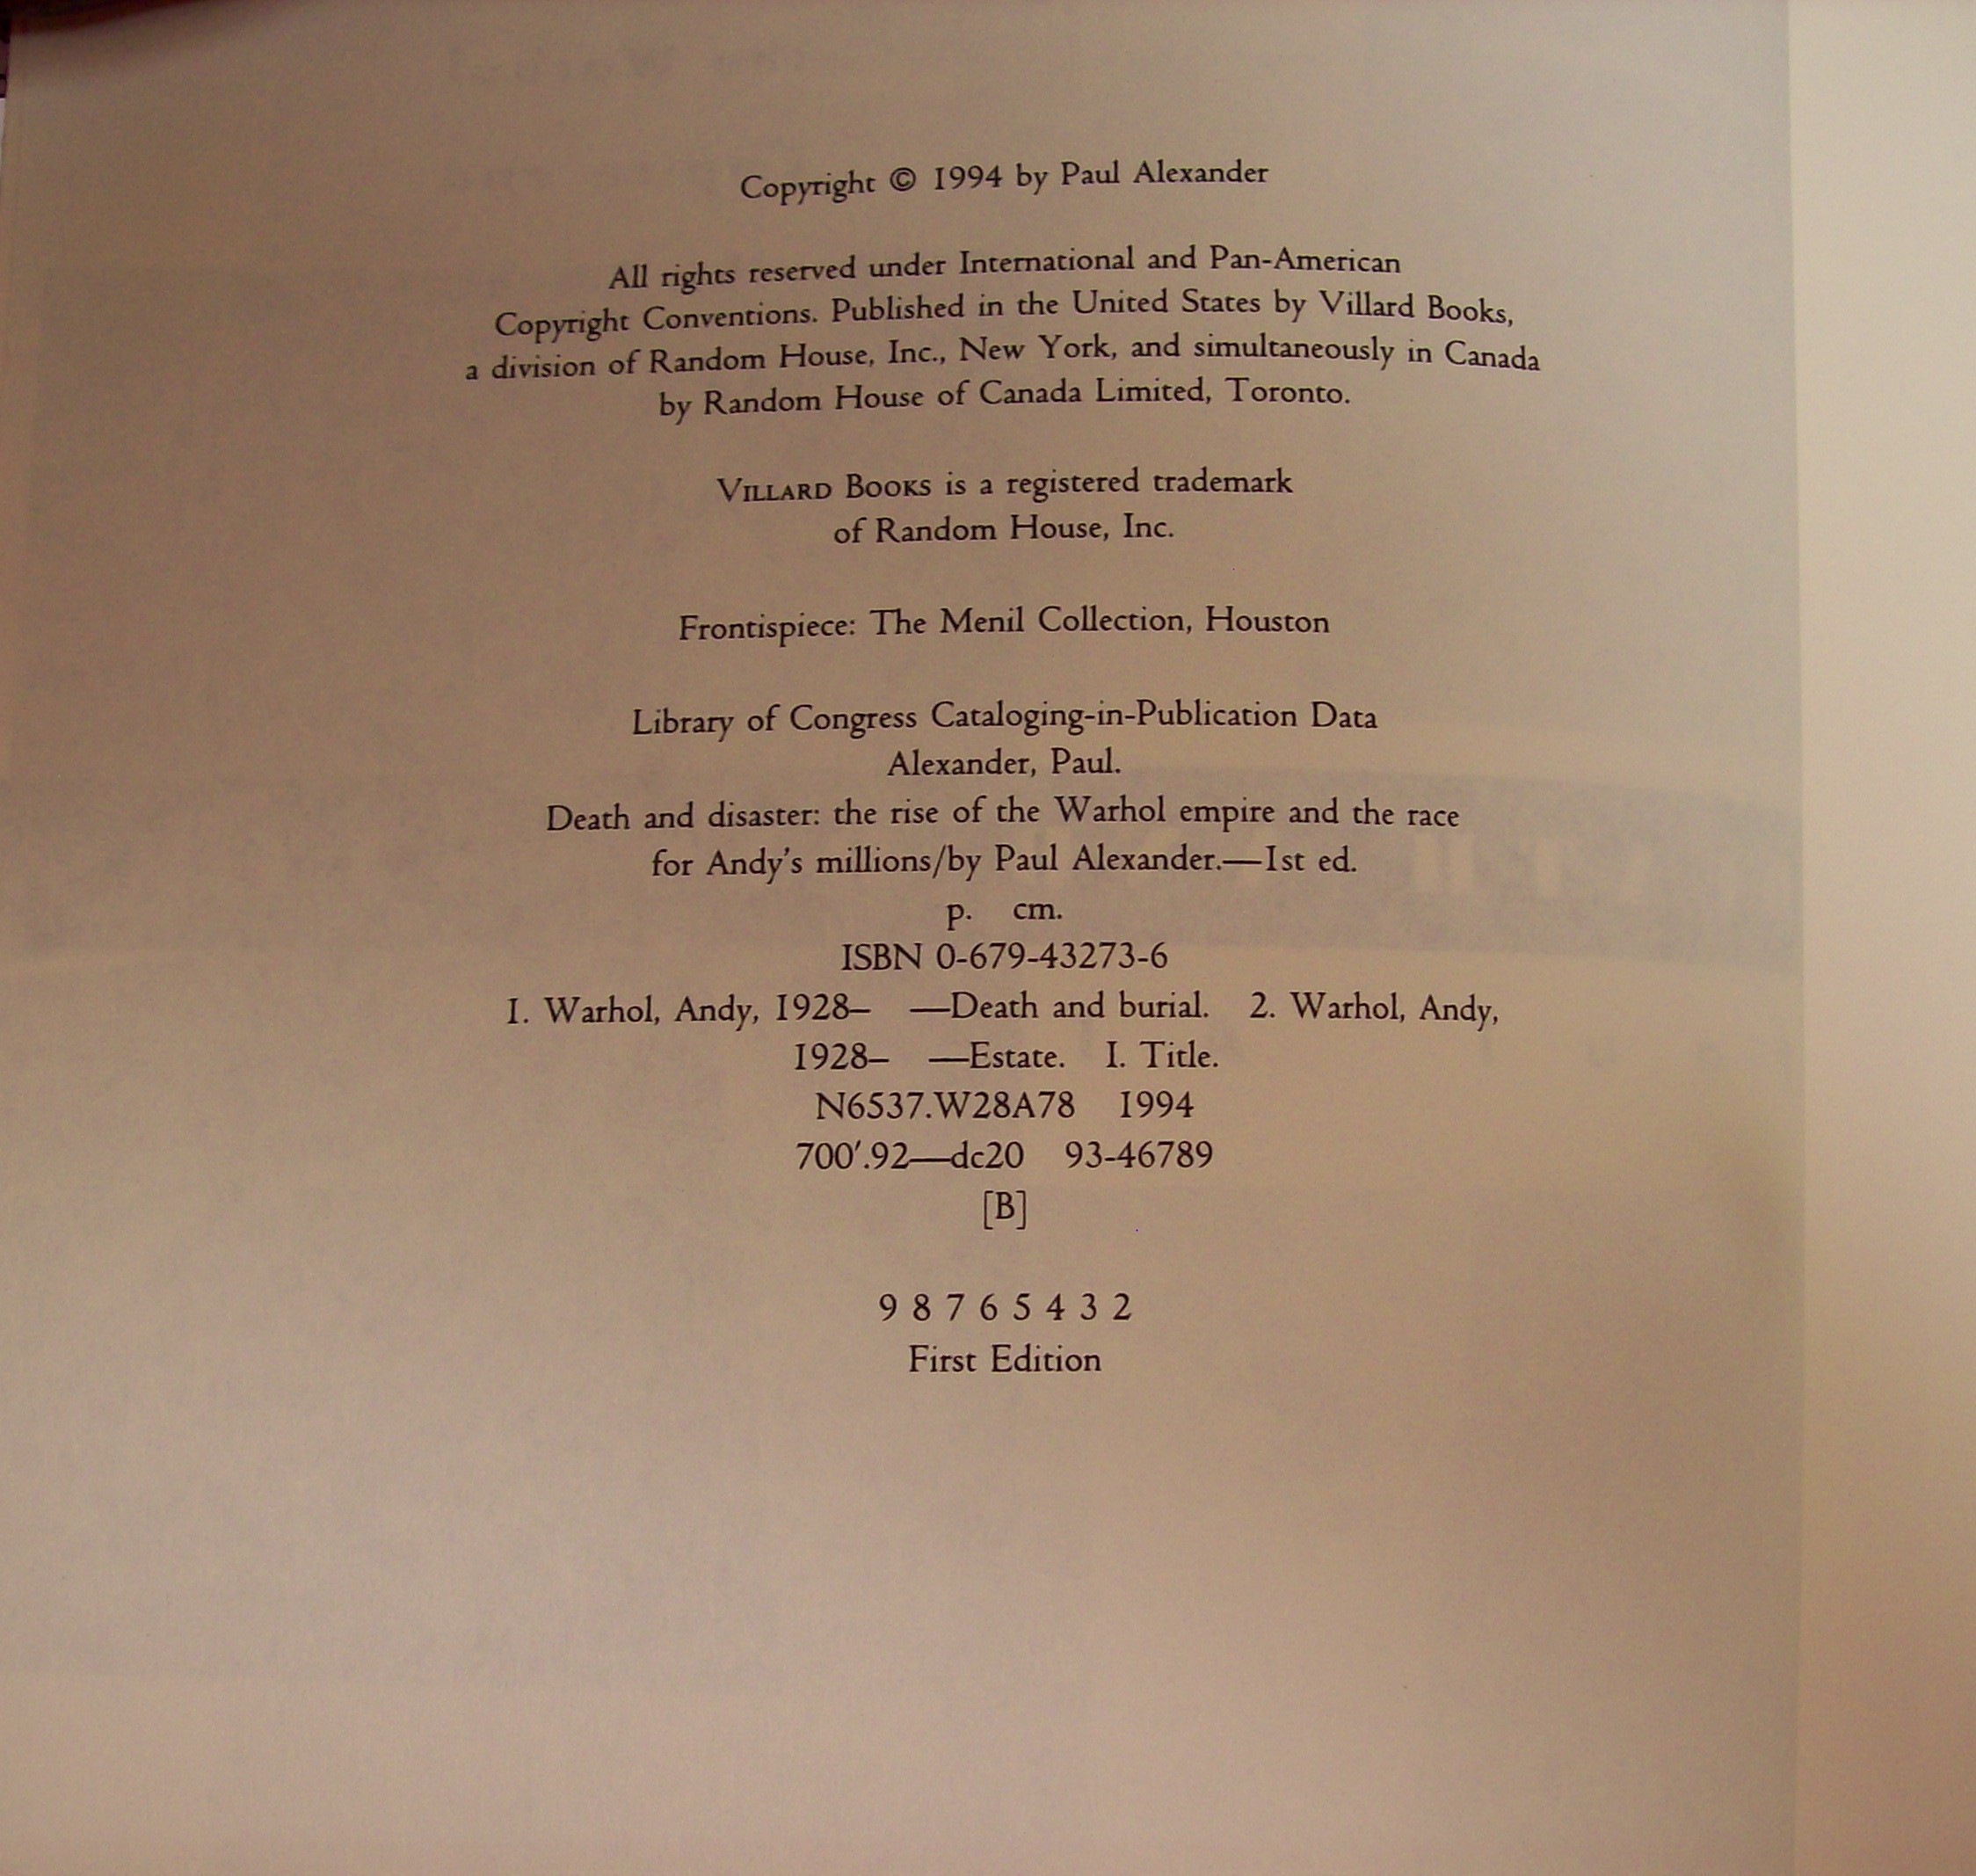 Copyright © 1994 by Paul Alexander
All rights reserved under International and Pan-American
Copyright Conventions. Published in the United States by Villard Books,
a division of Random House, Inc., New York, and simultaneously in Canada
by Random House of Canada Limited, Toronto.
VILLARD BOOKS is a registered trademark
of Random House, Inc.
Frontispiece: The Menil Collection, Houston
Library of Congress Cataloging-in-Publication Data
Alexander, Paul.
Death and disaster: the rise of the Warhol empire and the race
for Andy's millions/by Paul Alexander.—1st ed.
p. cm.
ISBN 0-679-43273-6
1. Warhol, Andy, 1928– —Death and burial. 2. Warhol, Andy,
1928– —Estate. I. Title.
N6537.W28A78 1994
700′.92—dc20 93-46789
[B]
9 8 7 6 5 4 3 2
First Edition